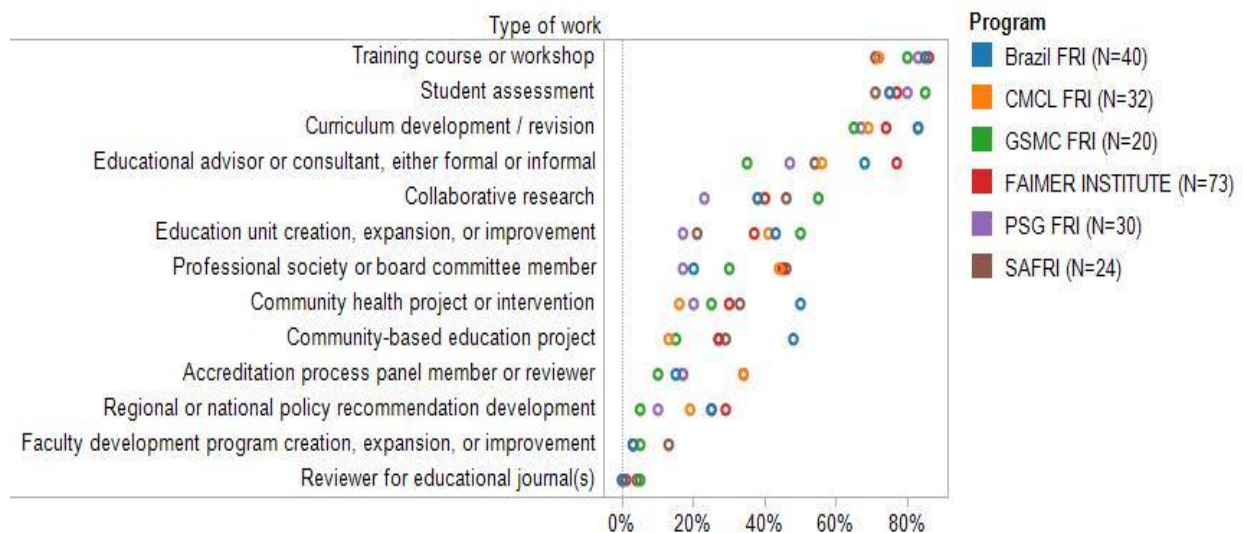 Type of work
Training course or workshop
Student assessment
Curriculum development / revision
Educational advisor or consultant, either formal or informal
Collaborative research
Education unit creation, expansion, or improvement
Professional society or board committee member
Community health project or intervention
Community-based education project
Accreditation process panel member or reviewer
Regional or national policy recommendation development
Faculty development program creation, expansion, or improvement
Reviewer for educational journal(s)
0% 20% 40% 60% 80%
Program
Brazil FRI (N=40)
CMCL FRI (N=32)
GSMC FRI (N=20)
FAIMER INSTITUTE (N=73)
PSG FRI (N=30)
SAFRI (N=24)